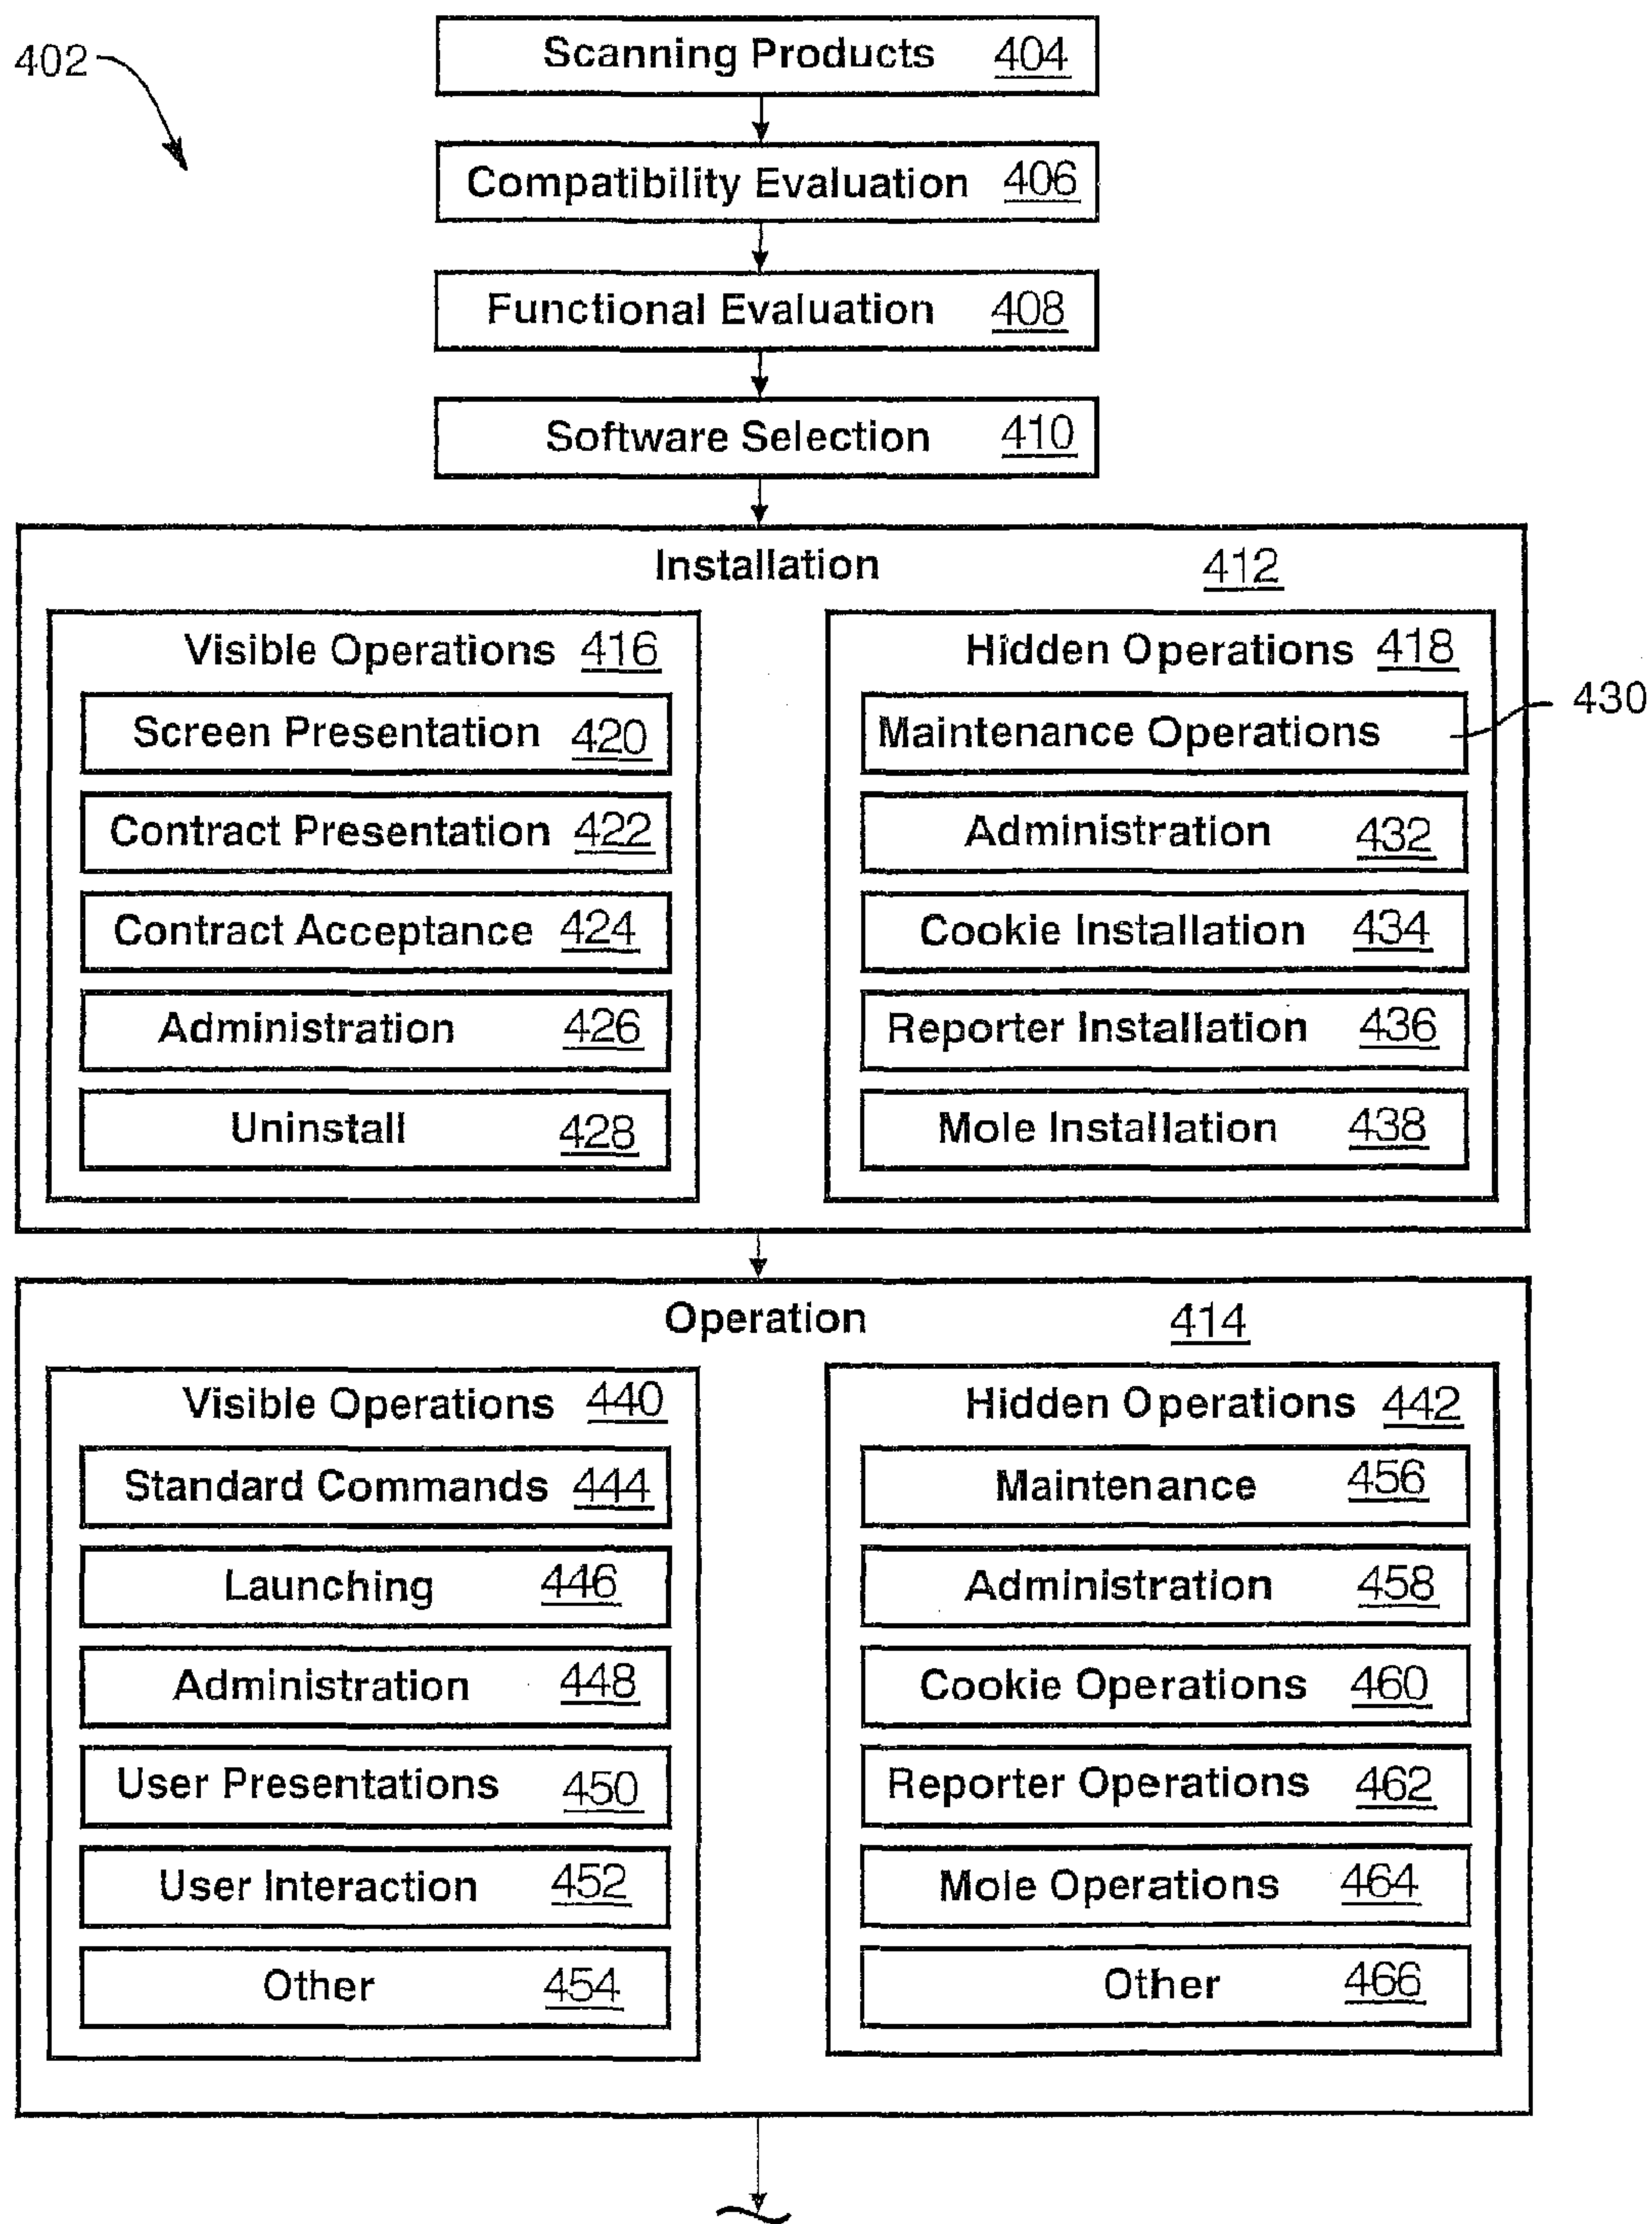 402
Scanning Products 404
Compatibility Evaluation 406
Functional Evaluation 408
Software Selection 410
Installation 412
Visible Operations 416
Screen Presentation 420
Contract Presentation 422
Contract Acceptance 424
Administration 426
Uninstall 428
Hidden Operations 418
Maintenance Operations
430
Administration 432
Cookie Installation 434
Reporter Installation 436
Mole Installation 438
Operation 414
Visible Operations 440
Standard Commands 444
Launching 446
Administration 448
User Presentations 450
User Interaction 452
Other 454
Hidden Operations 442
Maintenance 456
Administration 458
Cookie Operations 460
Reporter Operations 462
Mole Operations 464
Other 466